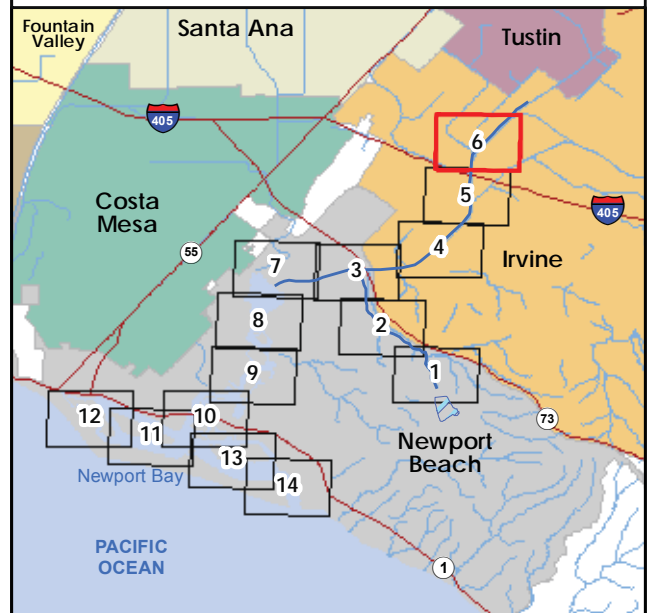 Fountain
Valley
Santa Ana
Tustin
405
6
5
405
Costa
Mesa
55
4
Irvine
7
3
8
2
9
1
12
10
11
73
13
Newport
Beach
Newport Bay
14
PACIFIC
OCEAN
1